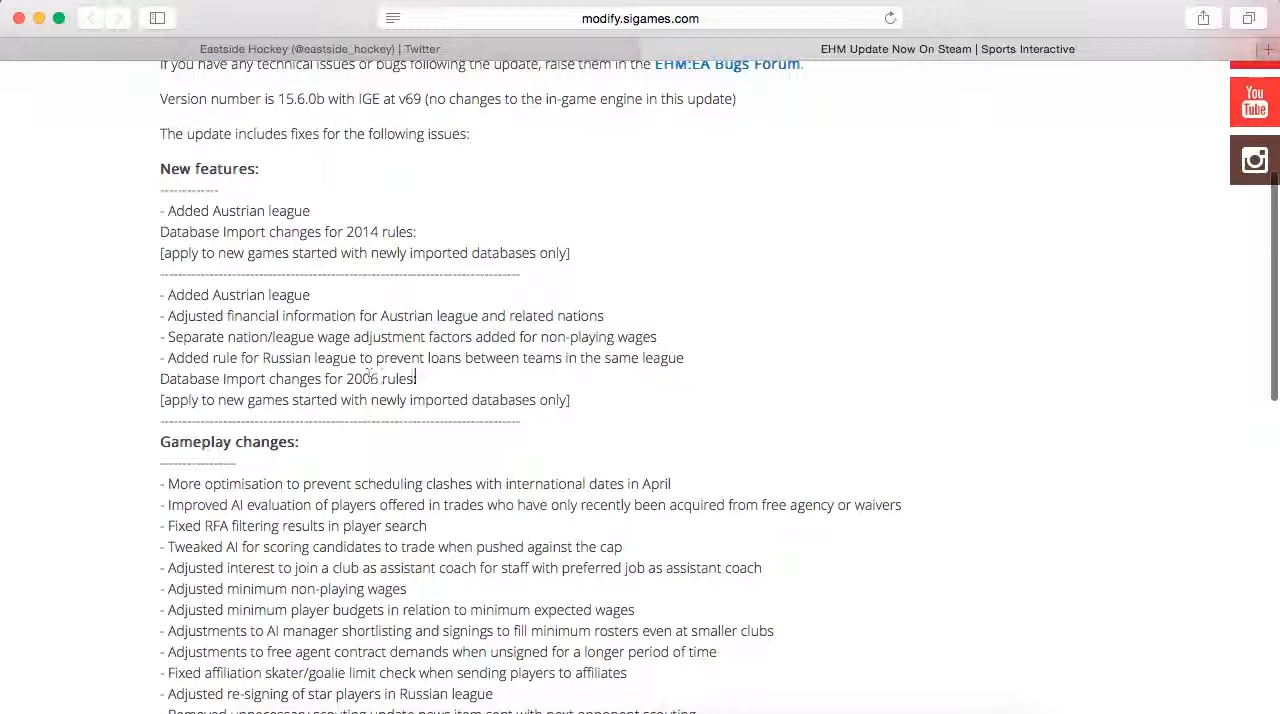 modify.sigames.com
Eastside Hockey (@eastside_hockey) | Twitter
EHM Update Now On Steam | Sports Interactive
If you have any technical issues or bugs following the update, raise them in the EHM:EA Bugs Forum.
Version number is 15.6.0b with IGE at v69 (no changes to the in-game engine in this update)
The update includes fixes for the following issues:
New features:
-------------
- Added Austrian league
Database Import changes for 2014 rules:
[apply to new games started with newly imported databases only]
--------------------------------------------------------------------------------
- Added Austrian league
- Adjusted financial information for Austrian league and related nations
- Separate nation/league wage adjustment factors added for non-playing wages
- Added rule for Russian league to prevent loans between teams in the same league
Database Import changes for 2006 rules:
[apply to new games started with newly imported databases only]
--------------------------------------------------------------------------------
Gameplay changes:
-----------------
- More optimisation to prevent scheduling clashes with international dates in April
- Improved AI evaluation of players offered in trades who have only recently been acquired from free agency or waivers
- Fixed RFA filtering results in player search
- Tweaked AI for scoring candidates to trade when pushed against the cap
- Adjusted interest to join a club as assistant coach for staff with preferred job as assistant coach
- Adjusted minimum non-playing wages
- Adjusted minimum player budgets in relation to minimum expected wages
- Adjustments to AI manager shortlisting and signings to fill minimum rosters even at smaller clubs
- Adjustments to free agent contract demands when unsigned for a longer period of time
- Fixed affiliation skater/goalie limit check when sending players to affiliates
- Adjusted re-signing of star players in Russian league
- Removed unnecessary scouting update news item sent with next opponent scouting
You
Tube